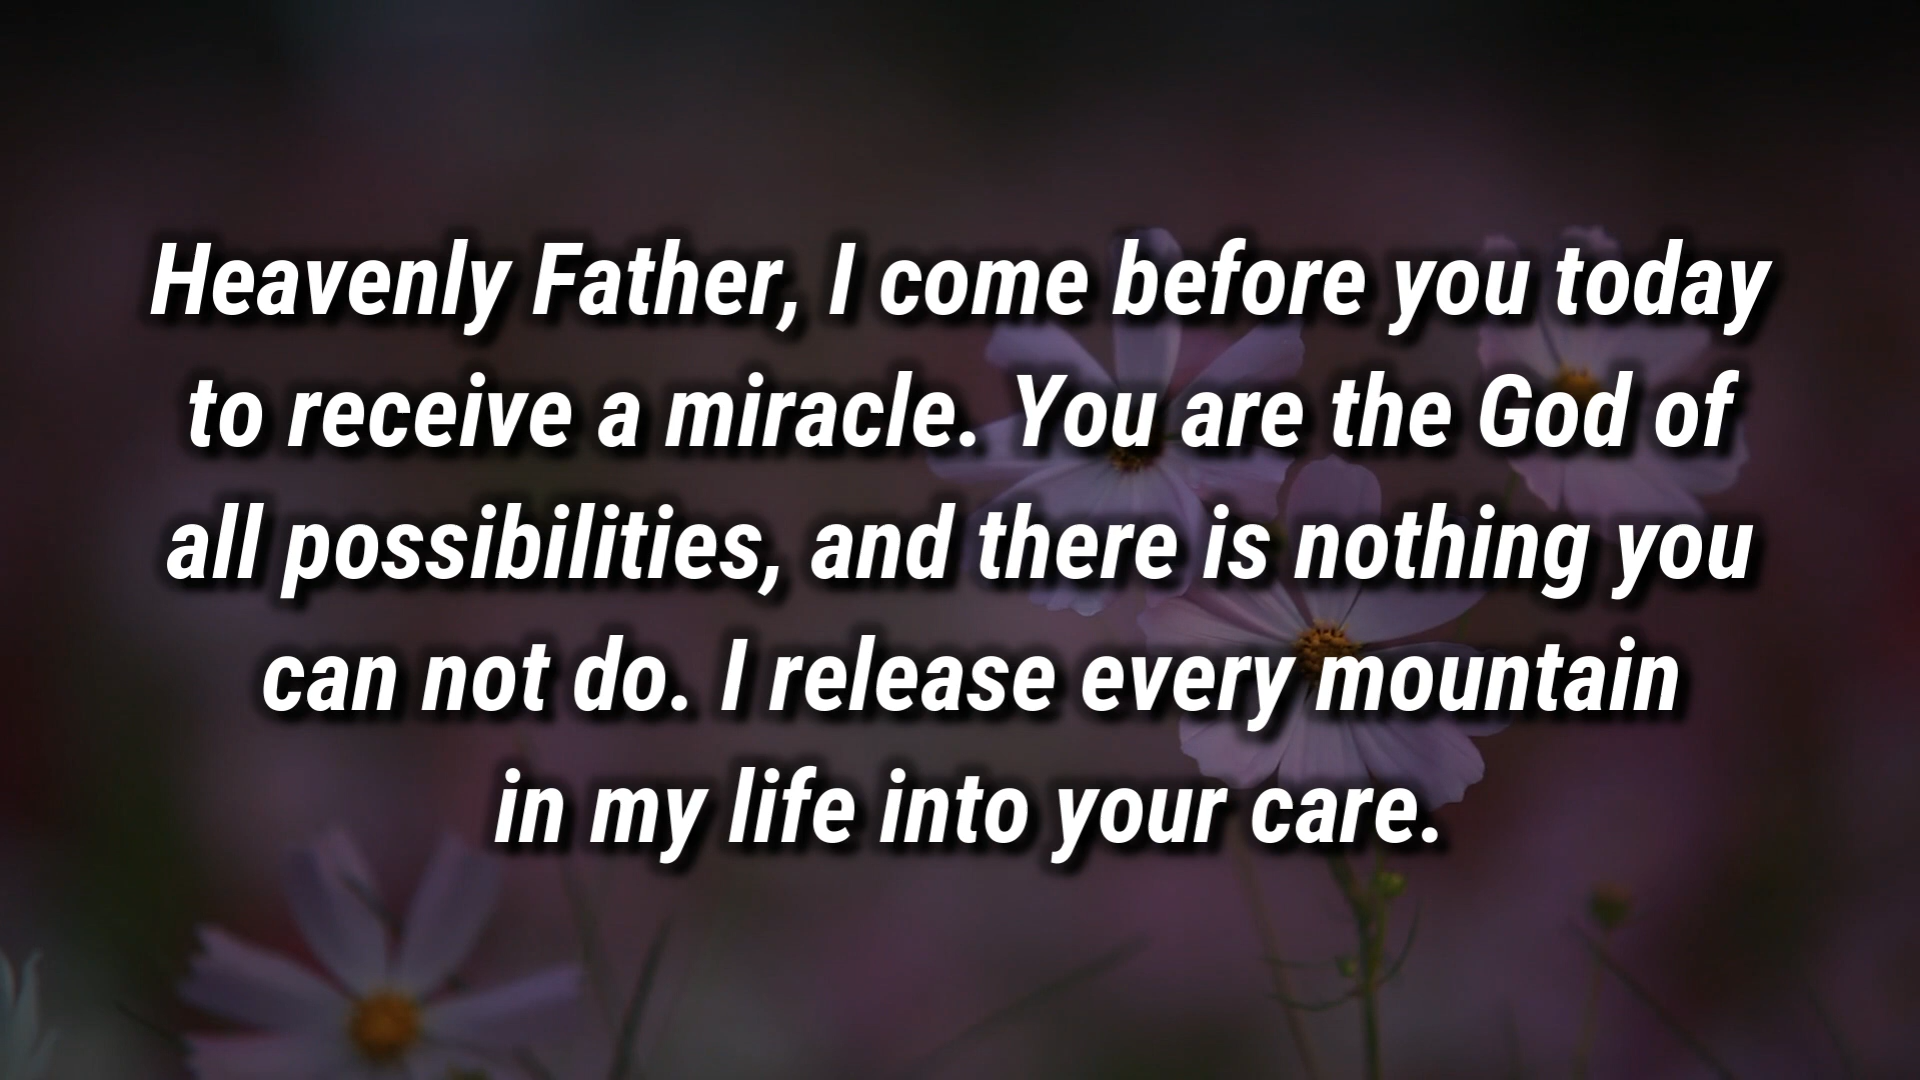 Heavenly Father, I come before you today
to receive a miracle. You are the God of
all possibilities, and there is nothing you
can not do. I release every mountain
in my life into your care.